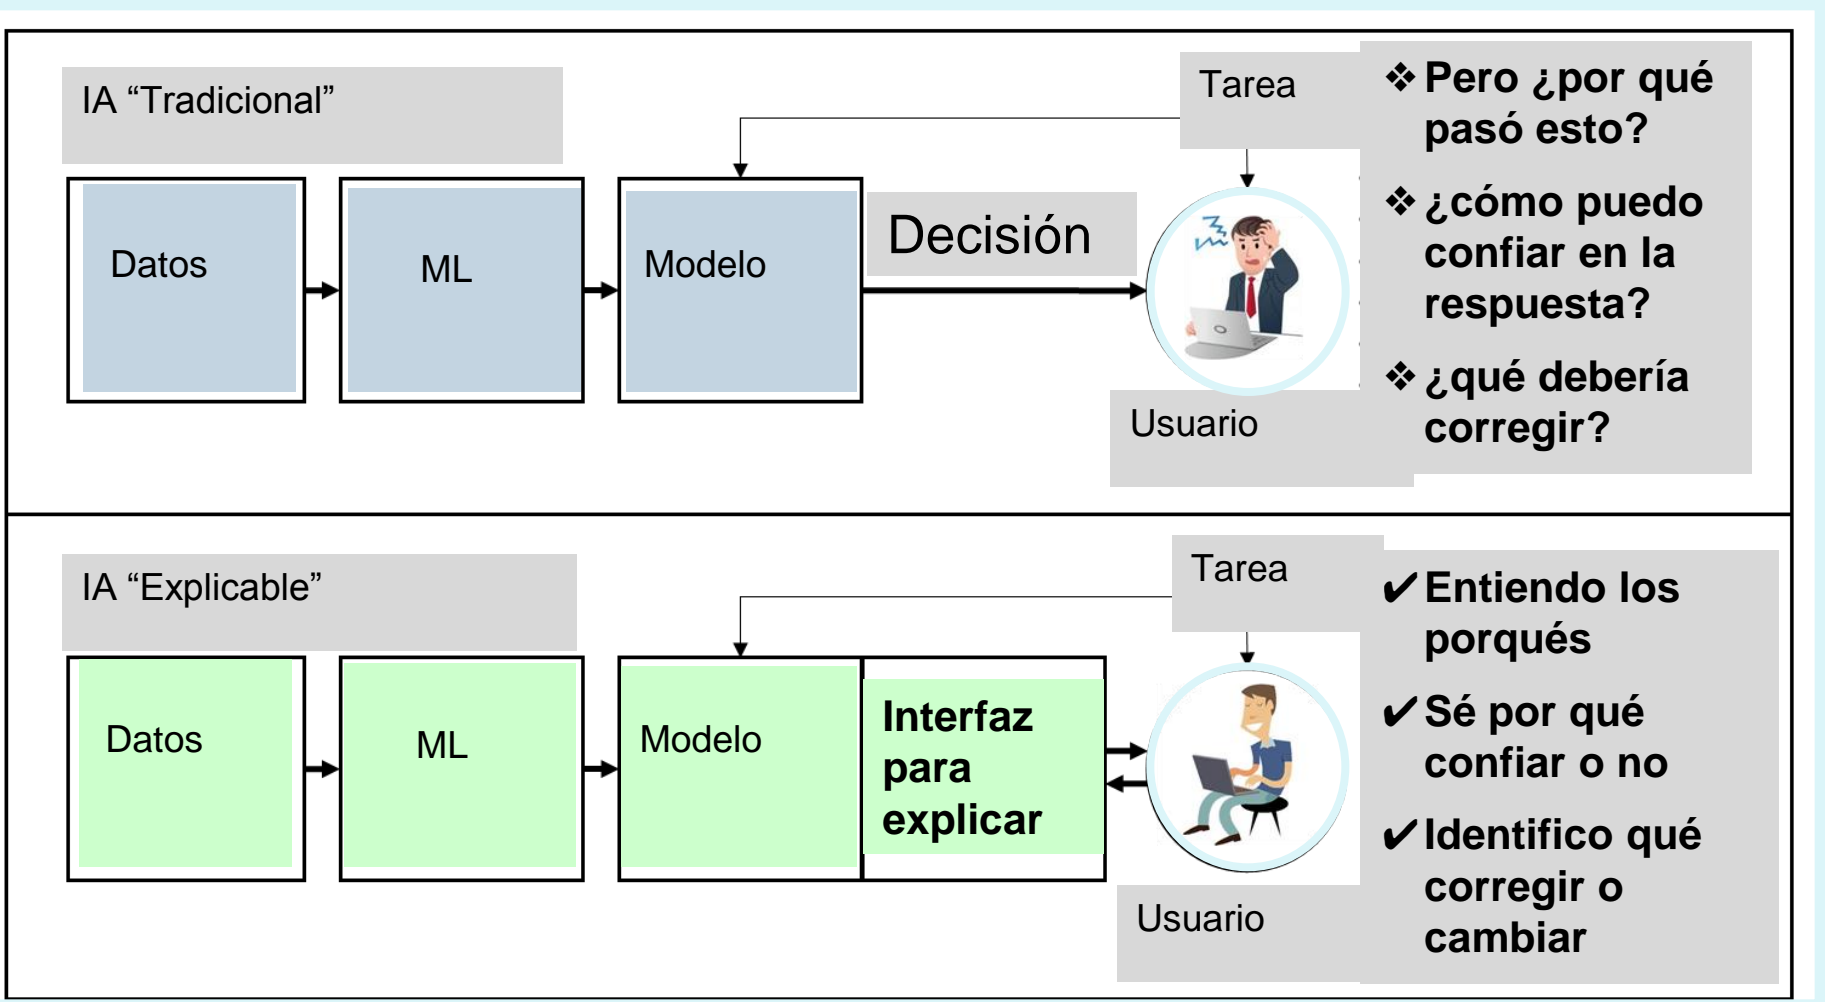 IA “Tradicional”
Tarea
Datos
ML
Modelo
Decisión
Usuario
❖ Pero ¿por qué
pasó esto?
❖ ¿cómo puedo
confiar en la
respuesta?
❖ ¿qué debería
corregir?
IA “Explicable”
Tarea
Datos
ML
Modelo
Interfaz
para
explicar
Usuario
✔ Entiendo los
porqués
✔ Sé por qué
confiar o no
✔ Identifico qué
corregir o
cambiar